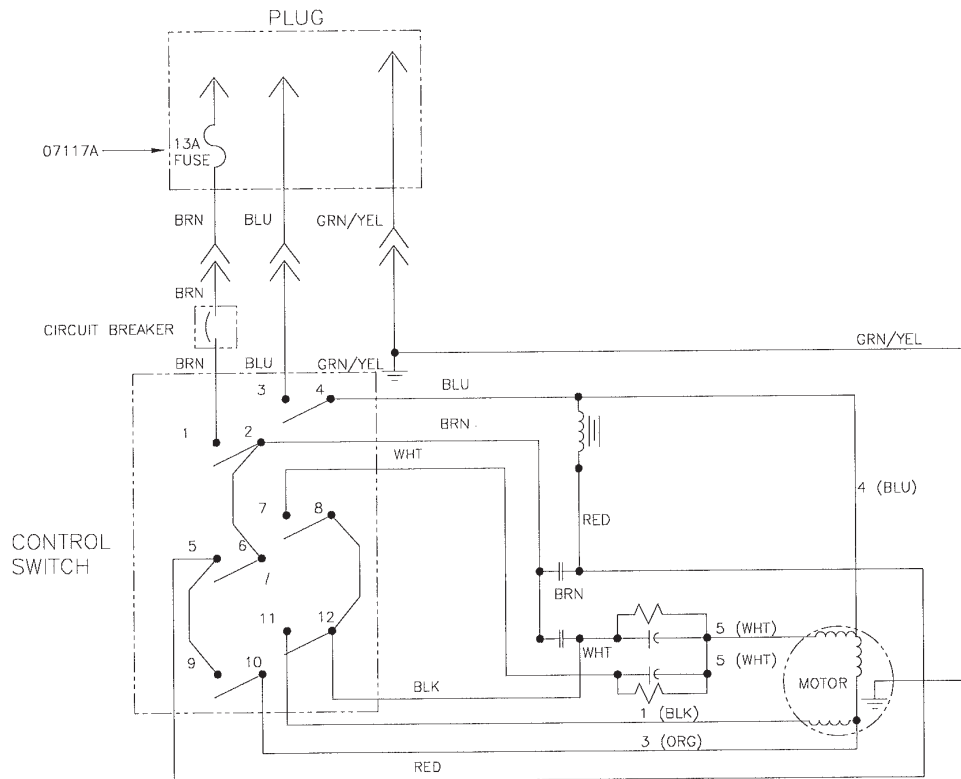 PLUG
07117A
13A
FUSE
BRN
BLU
GRN/YEL
BRN
CIRCUIT BREAKER
BRN
BLU
GRN/YEL
GRN/YEL
3
4
BLU
1
2
BRN
WHT
4 (BLU)
7
8
RED
CONTROL
SWITCH
5
6
BRN
11
12
5 (WHT)
WHT
5 (WHT)
9
10
BLK
MOTOR
1 (BLK)
3 (ORG)
RED